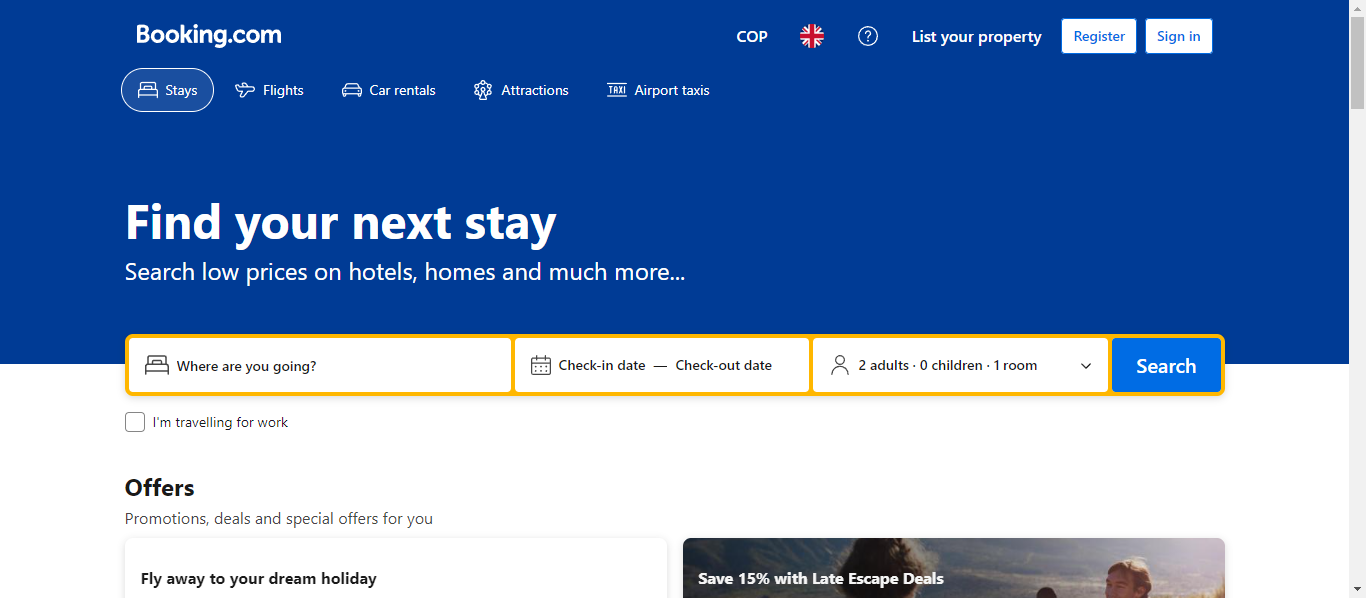 Booking.com
COP
List your property
Register
Sign in
Stays
Flights
Car rentals
Attractions
TAXI
Airport taxis
Find your next stay
Search low prices on hotels, homes and much more...
Where are you going?
Check-in date — Check-out date
2 adults · 0 children · 1 room
Search
I'm travelling for work
Offers
Promotions, deals and special offers for you
Fly away to your dream holiday
Save 15% with Late Escape Deals